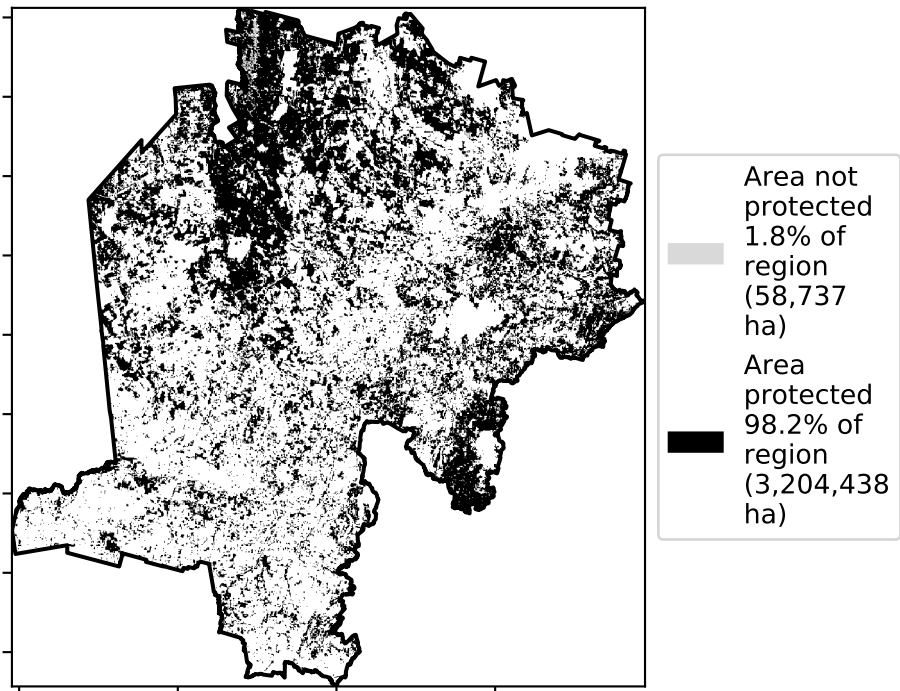 Area not
protected
1.8% of
region
(58,737
ha)
Area
protected
98.2% of
region
(3,204,438
ha)